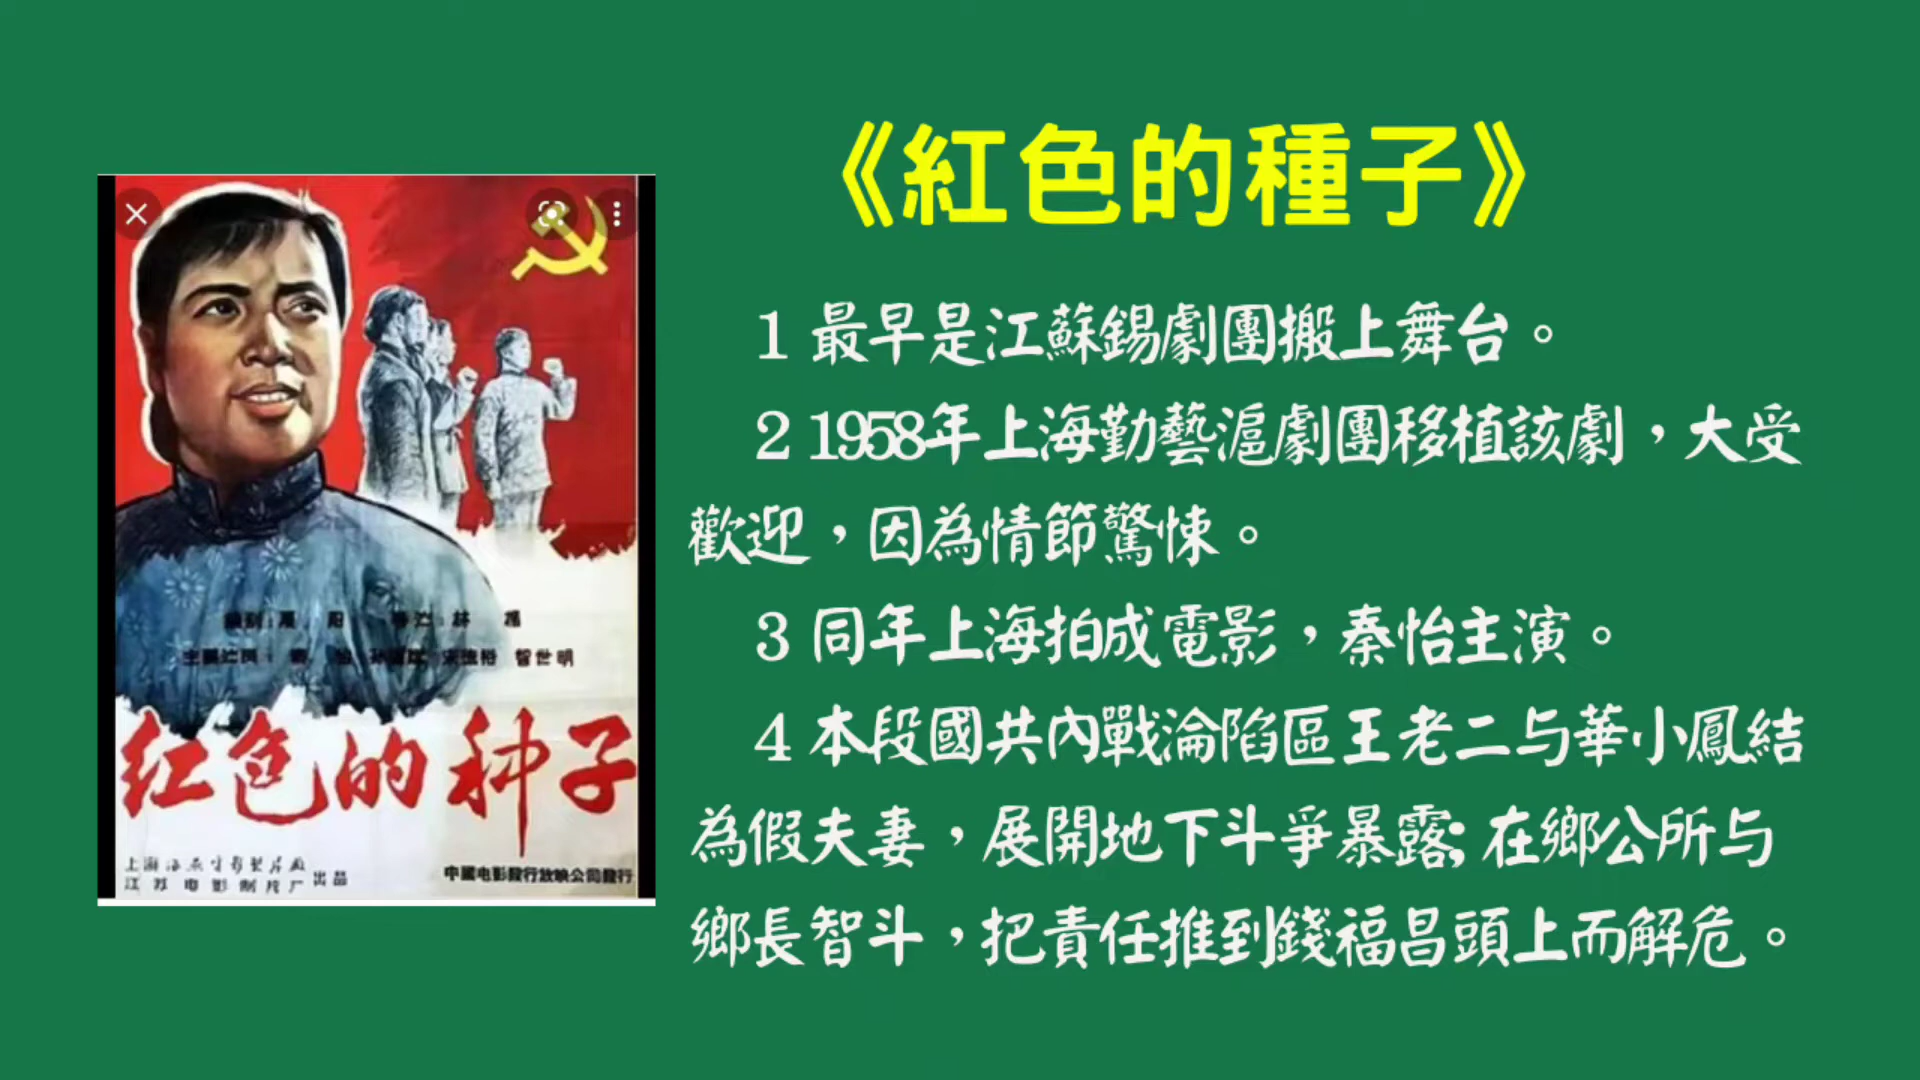 《紅色的種子》
1 最早是江蘇錫劇團搬上舞台。
2 1958年上海勤藝滬劇團移植該劇，大受
歡迎，因為情節驚悚。
3 同年上海拍成電影，秦怡主演。
4 本段國共內戰淪陷區王老二与華小鳳結
為假夫妻，展開地下斗爭暴露; 在鄉公所与
鄉長智斗，把責任推到錢福昌頭上而解危。
林 揚
曾世明
红色的种子
上海海燕电影製片厰
江苏电影制片厂 出品
中國电影發行放映公司發行